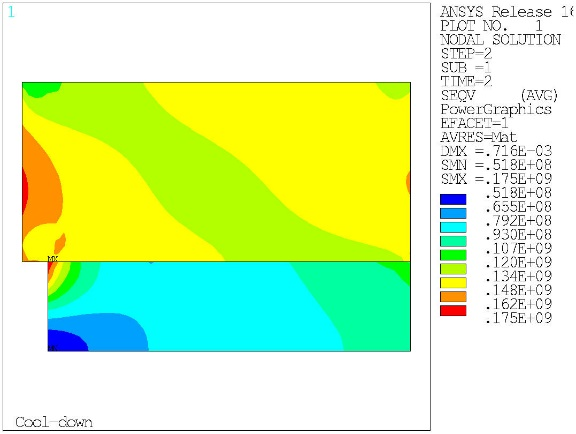 1
ANSYS Release 16
PLOT NO. 1
NODAL SOLUTION
STEP=2
SUB =1
TIME=2
SEQV (AVG)
PowerGraphics
EFACET=1
AVRES=Mat
DMX =.716E-03
SMN =.518E+08
SMX =.175E+09
.518E+08
.655E+08
.792E+08
.930E+08
.107E+09
.120E+09
.134E+09
.148E+09
.162E+09
.175E+09
MX
Cool-down